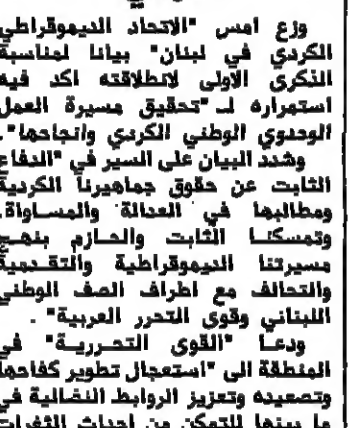 وزع امس "الاتحاد الديموقراطي
الكردي في لبنان" بيانا لمناسبة
الذكرى الاولى لانطلاقته اكد فيه
استمراره لـ "تحقيق مسيرة العمل
الوحدوي الوطني الكردي وانجاحها".
وشدد البيان على السير في "الدفاع
الثابت عن حقوق جماهيرنا الكردية
ومطالبها في العدالة والمساواة،
وتمسكنا الثابت والحازم بنهج
مسيرتنا الديموقراطية والتقدمية
والتحالف مع اطراف الصف الوطني
اللبناني وقوى التحرر العربية" .
ودعا "القوى التحررية" في
المنطقة الى "استعجال تطوير كفاحها
وتصعيده وتعزيز الروابط النضالية في
ما بينها للتمكن من احداث الثغرات